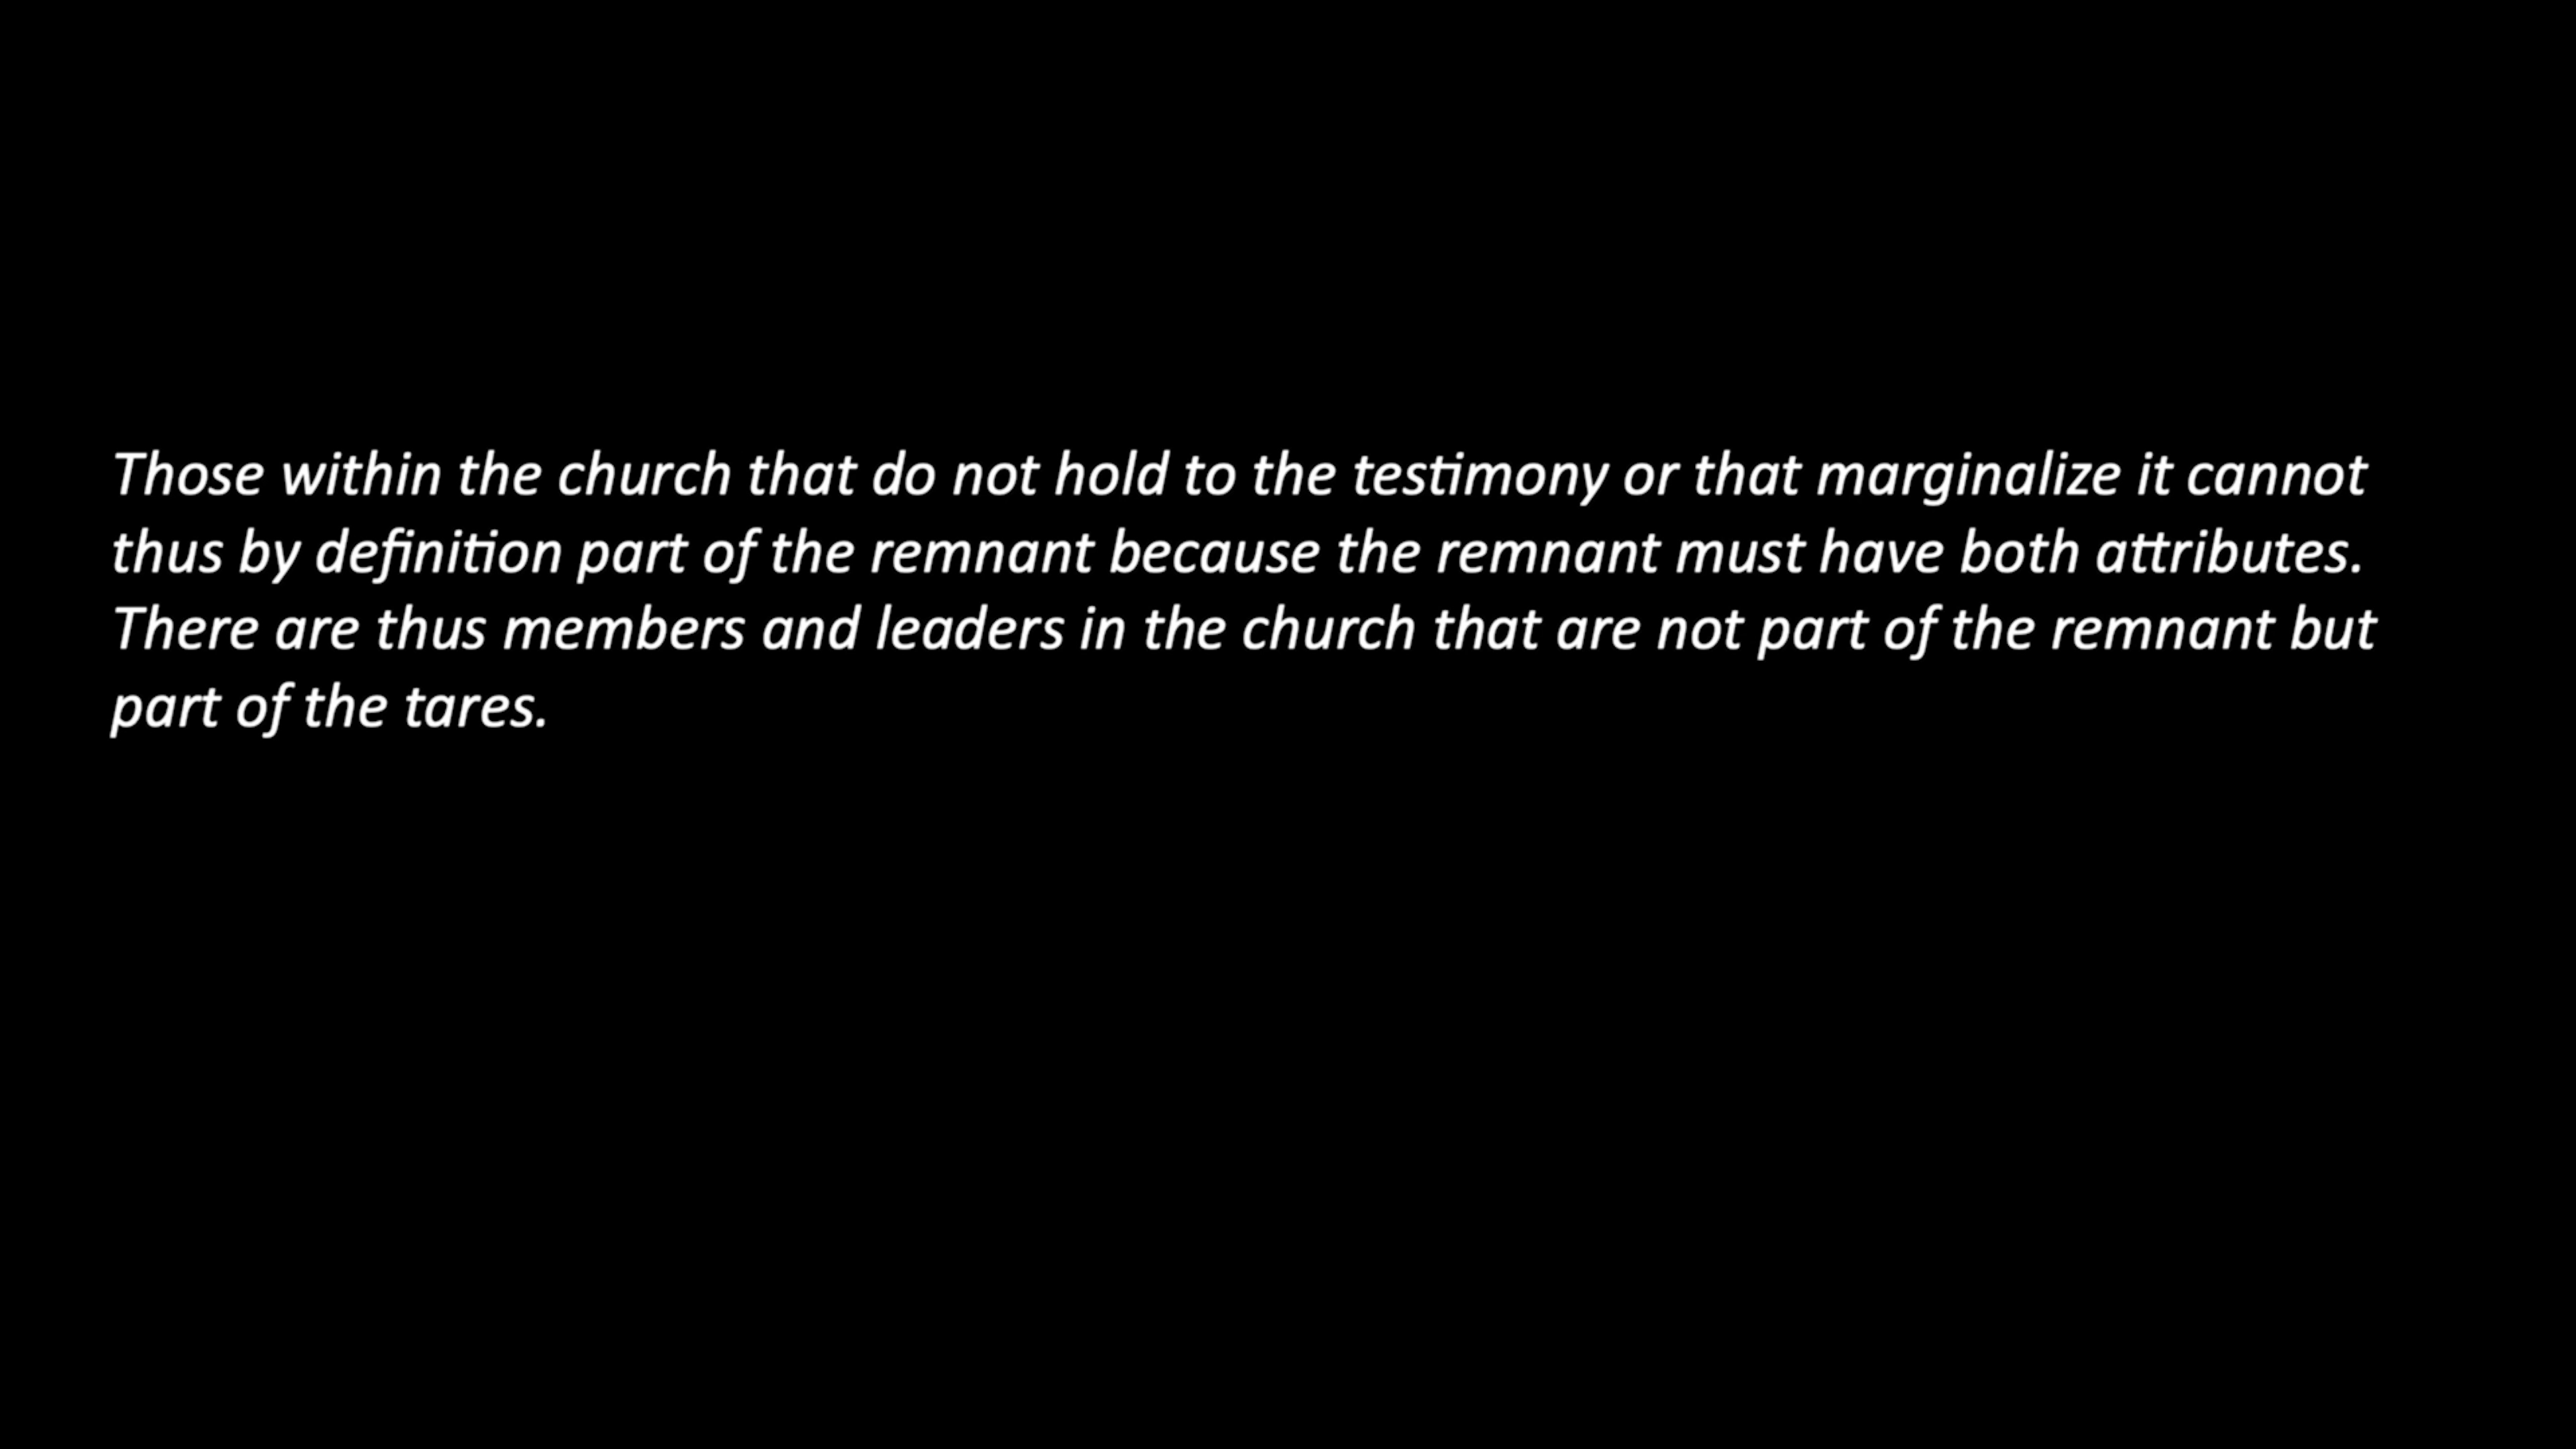 Those within the church that do not hold to the testimony or that marginalize it cannot
thus by definition part of the remnant because the remnant must have both attributes.
There are thus members and leaders in the church that are not part of the remnant but
part of the tares.